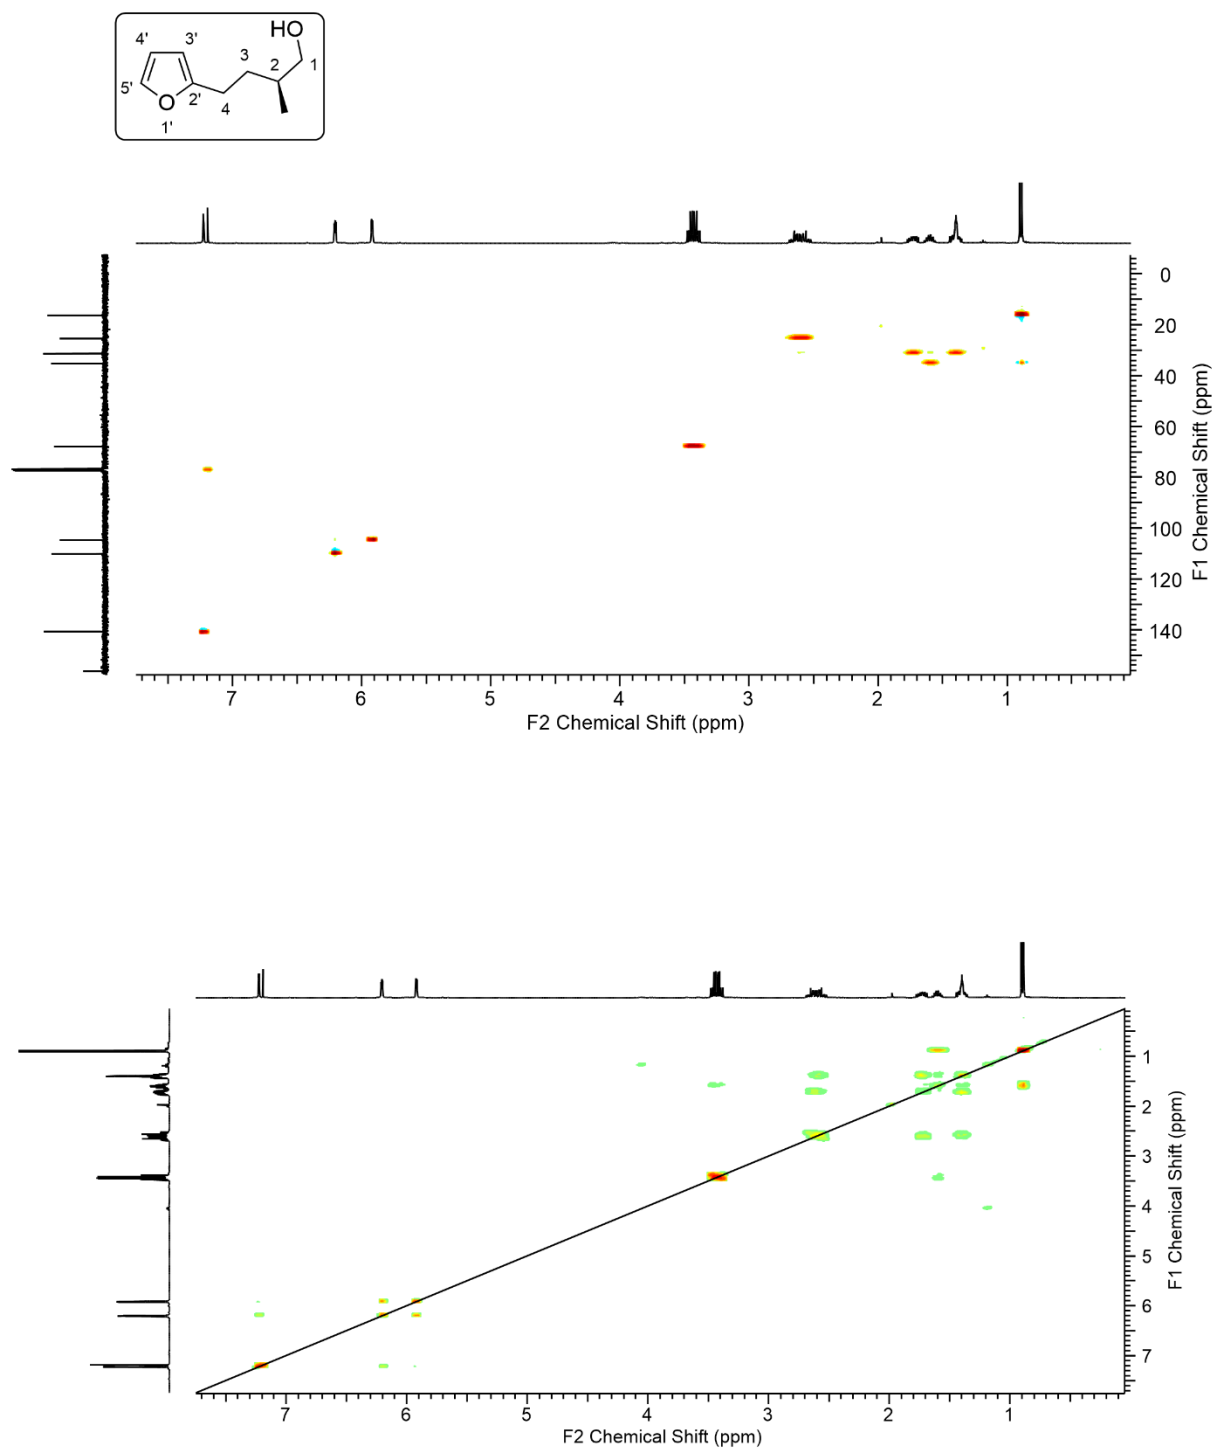 HO
4' 3'
3
2 1
5'
2'
O 4
1'
0
20
40
60
80
100
120
140
F1 Chemical Shift (ppm)
7 6 5 4 3 2 1
F2 Chemical Shift (ppm)
1
2
3
4
5
6
7
F1 Chemical Shift (ppm)
7 6 5 4 3 2 1
F2 Chemical Shift (ppm)